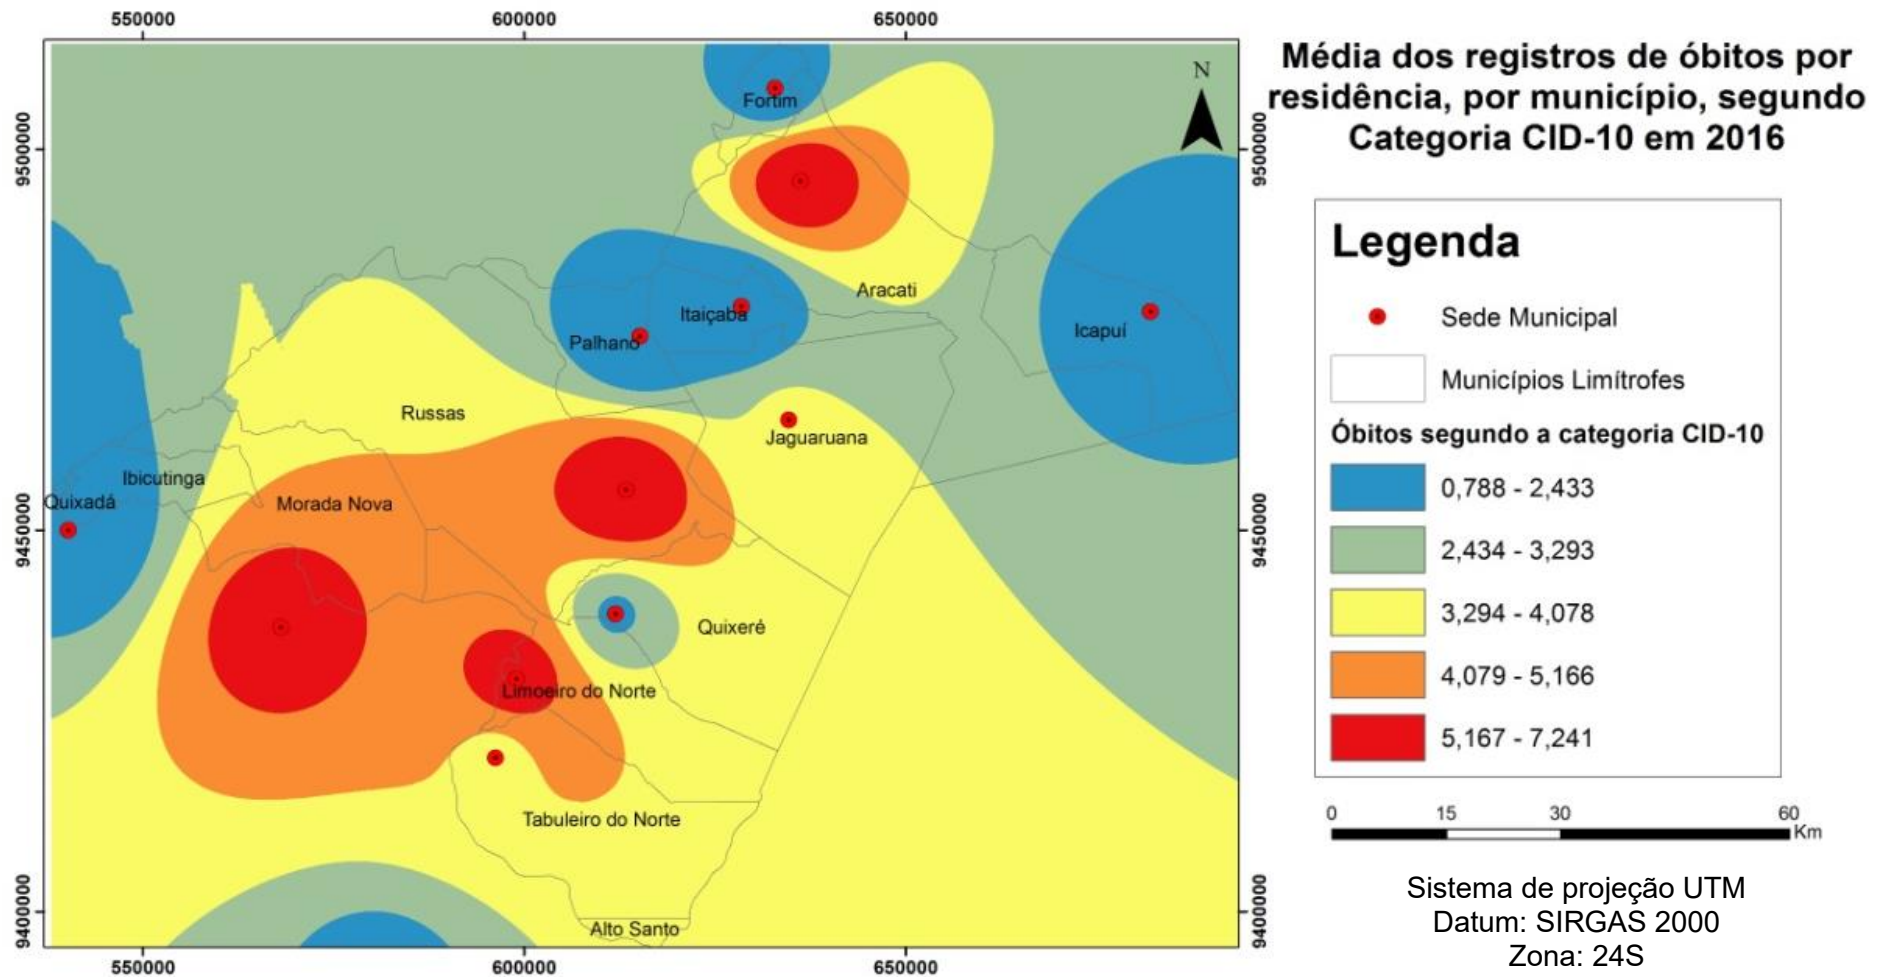 550000
600000
650000
Média dos registros de óbitos por
residência, por município, segundo
Categoria CID-10 em 2016
N
Fortim
9500000
9500000
Legenda
Aracati
Itaiçaba
Palhano
Icapuí
Sede Municipal
Municípios Limítrofes
Russas
Jaguaruana
Óbitos segundo a categoria CID-10
Ibicutinga
Quixadá
Morada Nova
0,788 - 2,433
9450000
9450000
2,434 - 3,293
Quixeré
3,294 - 4,078
Limoeiro do Norte
4,079 - 5,166
5,167 - 7,241
Tabuleiro do Norte
0 15 30 60
Km
Alto Santo
9400000
9400000
550000
600000
650000
Sistema de projeção UTM
Datum: SIRGAS 2000
Zona: 24S